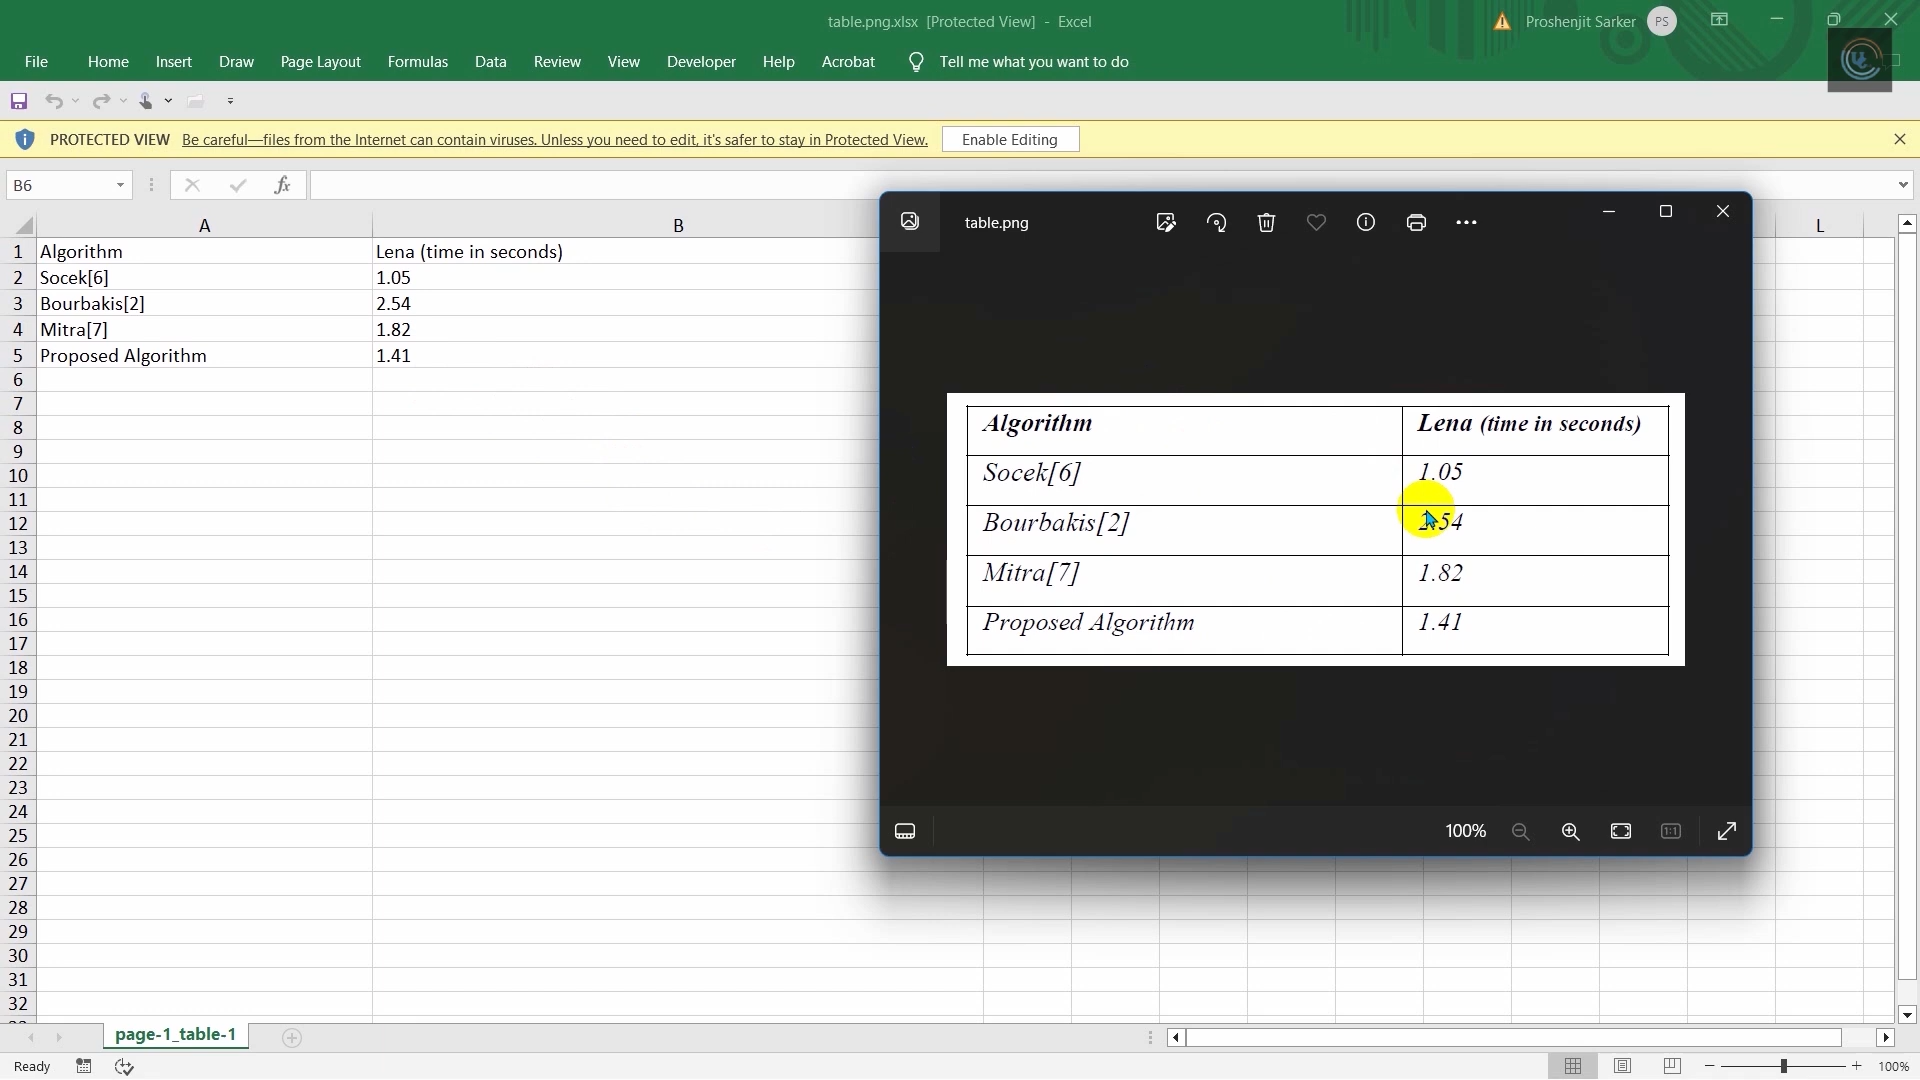 table.png.xlsx [Protected View] - Excel
Proshenjit Sarker PS
File Home Insert Draw Page Layout Formulas Data Review View Developer Help Acrobat Tell me what you want to do
PROTECTED VIEW Be careful—files from the Internet can contain viruses. Unless you need to edit, it's safer to stay in Protected View. Enable Editing
B6 fx
A B L
1 Algorithm Lena (time in seconds)
2 Socek[6] 1.05
3 Bourbakis[2] 2.54
4 Mitra[7] 1.82
5 Proposed Algorithm 1.41
6
7
8
9
10
11
12
13
14
15
16
17
18
19
20
21
22
23
24
25
26
27
28
29
30
31
32
table.png
Algorithm Lena (time in seconds)
Socek[6] 1.05
Bourbakis[2] 2.54
Mitra[7] 1.82
Proposed Algorithm 1.41
100% 1:1
page-1_table-1
Ready 100%